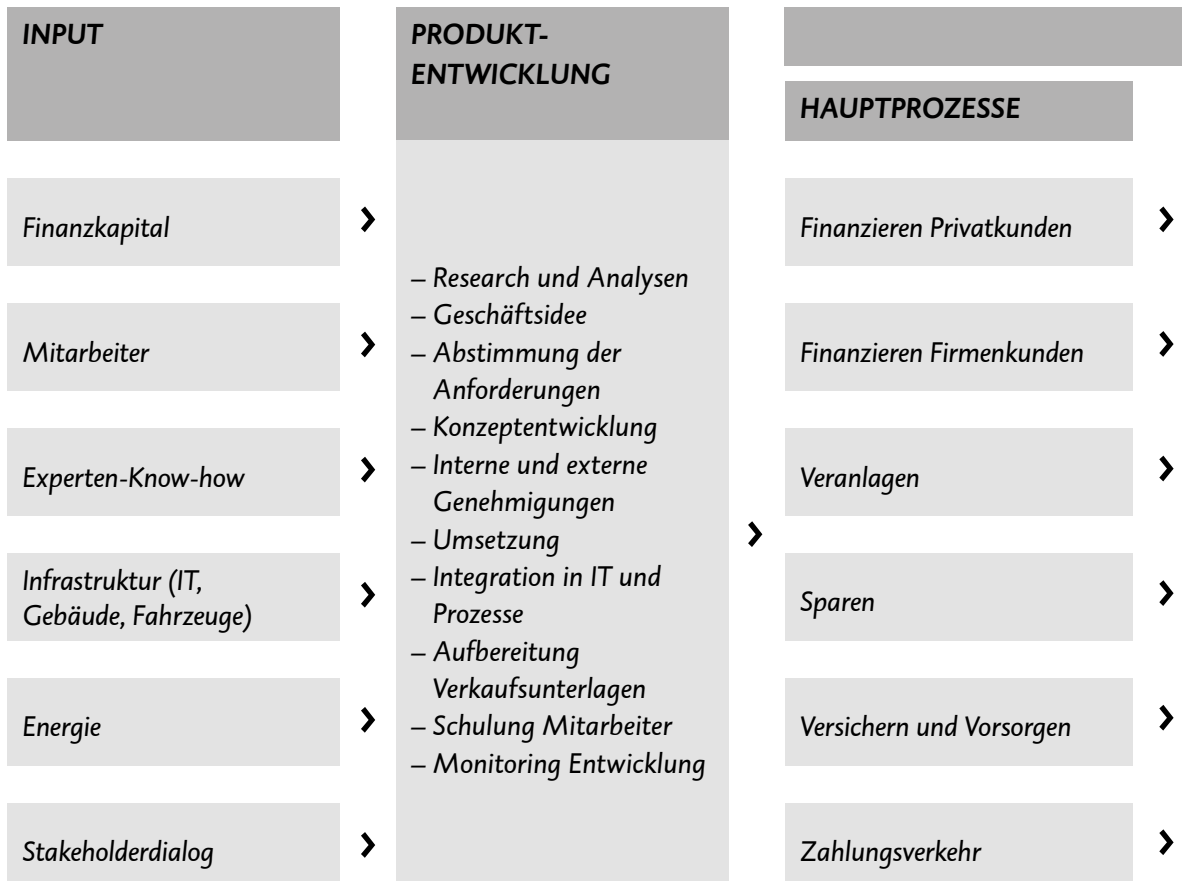 INPUT
Finanzkapital
Mitarbeiter
Experten-Know-how
Infrastruktur (IT,
Gebäude, Fahrzeuge)
Energie
Stakeholderdialog
PRODUKT-
ENTWICKLUNG
– Research und Analysen
– Geschäftsidee
– Abstimmung der
Anforderungen
– Konzeptentwicklung
– Interne und externe
Genehmigungen
– Umsetzung
– Integration in IT und
Prozesse
– Aufbereitung
Verkaufsunterlagen
– Schulung Mitarbeiter
– Monitoring Entwicklung
HAUPTPROZESSE
Finanzieren Privatkunden
Finanzieren Firmenkunden
Veranlagen
Sparen
Versichern und Vorsorgen
Zahlungsverkehr